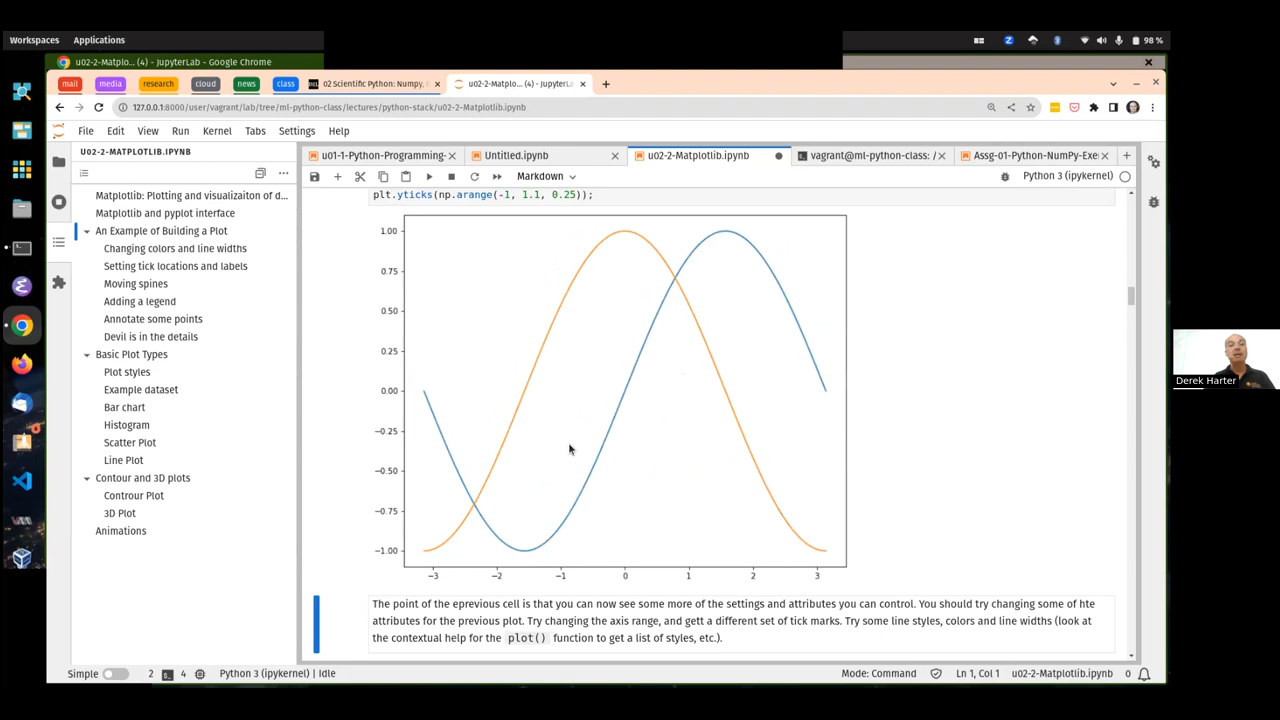 Workspaces Applications
98 %
u02-2-Matplo... (4) - JupyterLab - Google Chrome
mail media research cloud news class 02 Scientific Python: Numpy, u02-2-Matplo... (4) - JupyterLa
127.0.0.1:8000/user/vagrant/lab/tree/ml-python-class/lectures/python-stack/u02-2-Matplotlib.ipynb
File Edit View Run Kernel Tabs Settings Help
U02-2-MATPLOTLIB.IPYNB
u01-1-Python-Programming- Untitled.ipynb u02-2-Matplotlib.ipynb vagrant@ml-python-class: / Assg-01-Python-NumPy-Exe
Markdown Python 3 (ipykernel)
Matplotlib: Plotting and visualizaiton of d...
Matplotlib and pyplot interface
An Example of Building a Plot
Changing colors and line widths
Setting tick locations and labels
Moving spines
Adding a legend
Annotate some points
Devil is in the details
Basic Plot Types
Plot styles
Example dataset
Bar chart
Histogram
Scatter Plot
Line Plot
Contour and 3D plots
Controur Plot
3D Plot
Animations
plt.yticks(np.arange(-1, 1.1, 0.25));
1.00
0.75
0.50
0.25
0.00
−0.25
−0.50
−0.75
−1.00
−3 −2 −1 0 1 2 3
The point of the eprevious cell is that you can now see some more of the settings and attributes you can control. You should try changing some of hte
attributes for the previous plot. Try changing the axis range, and gett a different set of tick marks. Try some line styles, colors and line widths (look at
the contextual help for the plot() function to get a list of styles, etc.).
Derek Harter
Simple 2 4 Python 3 (ipykernel) | Idle Mode: Command Ln 1, Col 1 u02-2-Matplotlib.ipynb 0